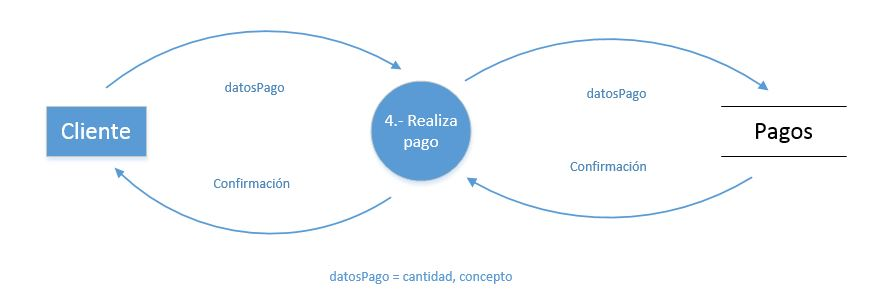 datosPago
datosPago
Cliente
4.- Realiza
pago
Pagos
Confirmación
Confirmación
datosPago = cantidad, concepto